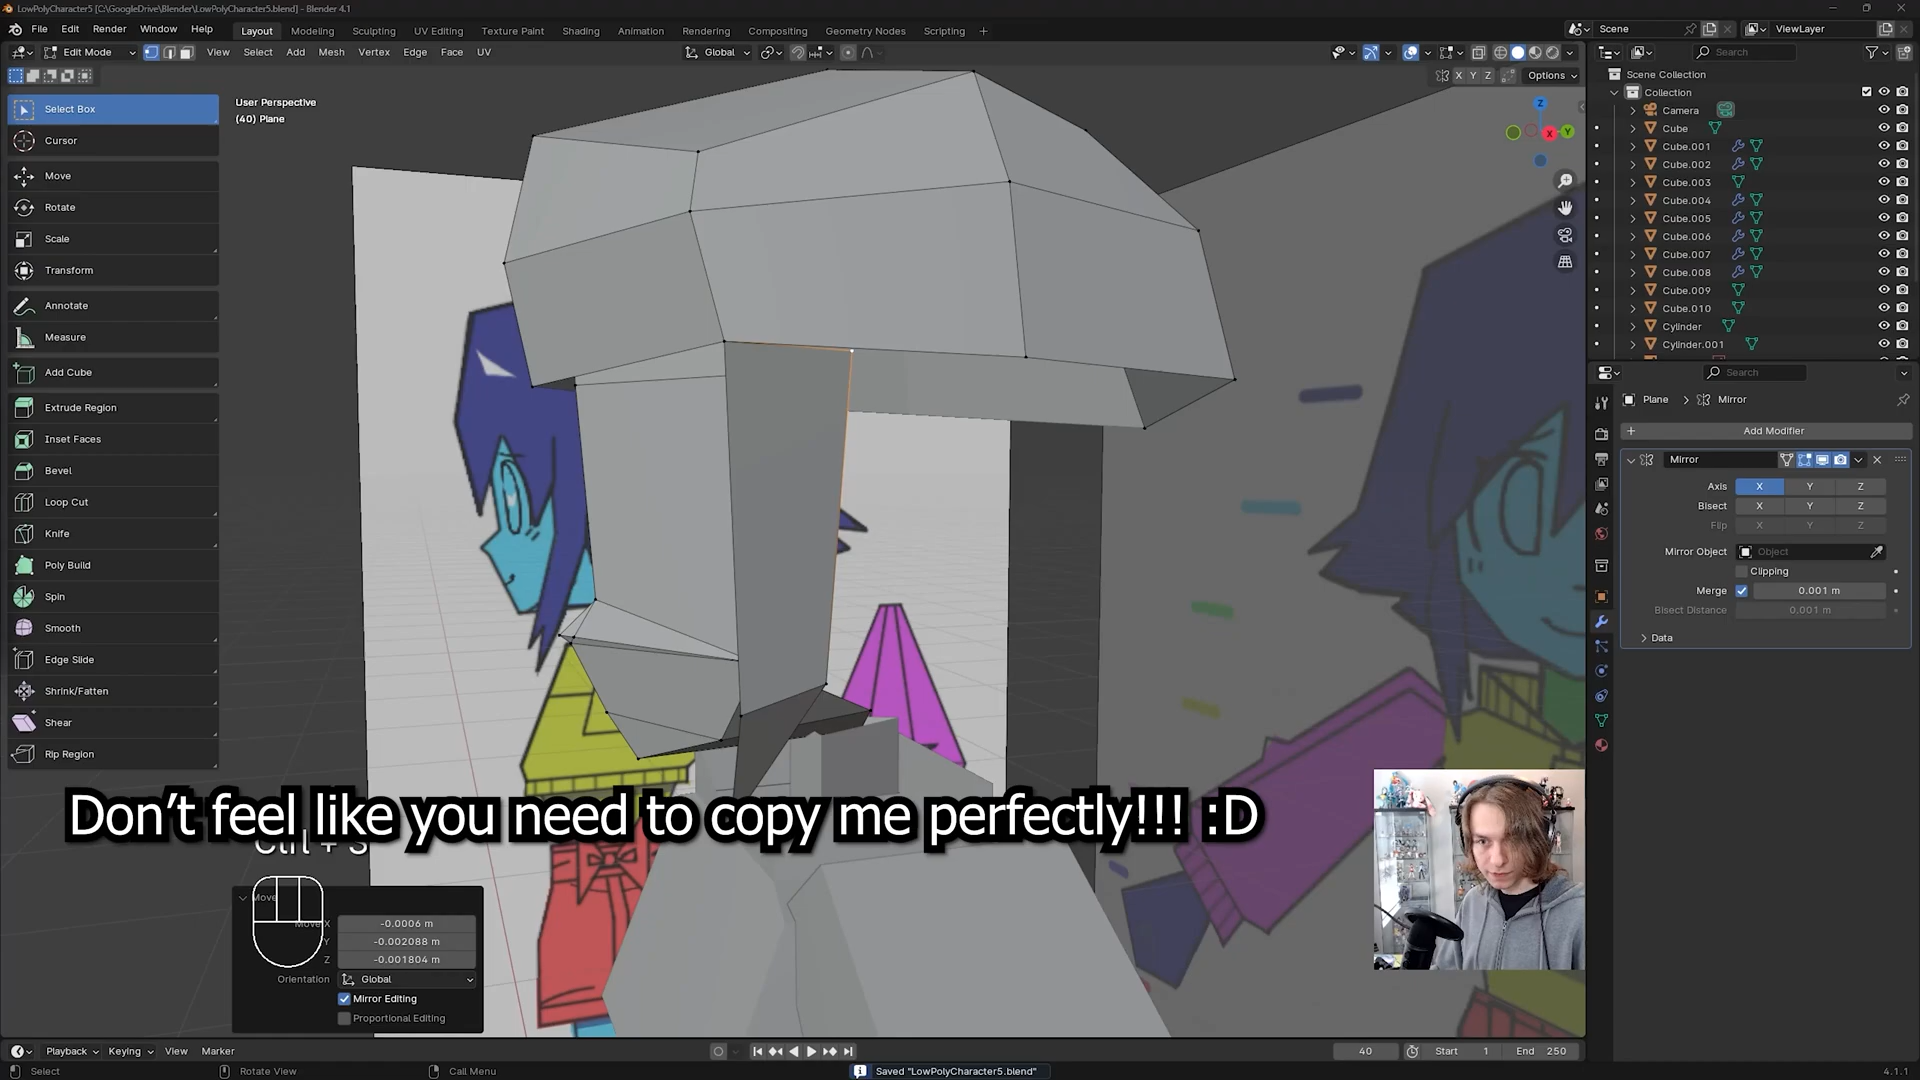 LowPolyCharacter5 [C:\GoogleDrive\Blender\LowPolyCharacter5.blend] - Blender 4.1
File Edit Render Window Help
Layout Modeling Sculpting UV Editing Texture Paint Shading Animation Rendering Compositing Geometry Nodes Scripting +
Scene
ViewLayer
Edit Mode
View Select Add Mesh Vertex Edge Face UV
Global
Search
X Y Z
Options
Select Box
Cursor
Move
Rotate
Scale
Transform
Annotate
Measure
Add Cube
Extrude Region
Inset Faces
Bevel
Loop Cut
Knife
Poly Build
Spin
Smooth
Edge Slide
Shrink/Fatten
Shear
Rip Region
User Perspective
(40) Plane
Z
X
Y
Scene Collection
Collection
Camera
Cube
Cube.001
Cube.002
Cube.003
Cube.004
Cube.005
Cube.006
Cube.007
Cube.008
Cube.009
Cube.010
Cylinder
Cylinder.001
Search
Plane > Mirror
+ Add Modifier
Mirror
Axis X Y Z
Bisect X Y Z
Flip X Y Z
Mirror Object Object
Clipping
Merge 0.001 m
Bisect Distance 0.001 m
Data
Don't feel like you need to copy me perfectly!!! :D
Ctrl + S
Move
Move X -0.0006 m
Y -0.002088 m
Z -0.001804 m
Orientation Global
Mirror Editing
Proportional Editing
Playback Keying View Marker
40 Start 1 End 250
Select Rotate View Call Menu
Saved "LowPolyCharacter5.blend"
4.1.1